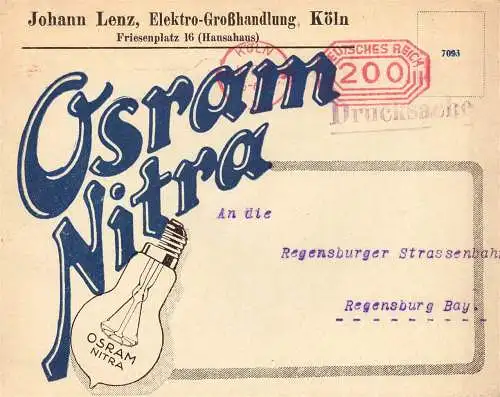 Johann Lenz, Elektro-Großhandlung, Köln
Friesenplatz 16 (Hansahaus)
KÖLN
DEUTSCHES REICH
200
7093
Drucksache
Osram
Nitra
An die
Regensburger Strassenbahn
Regensburg Bay.
OSRAM
NITRA